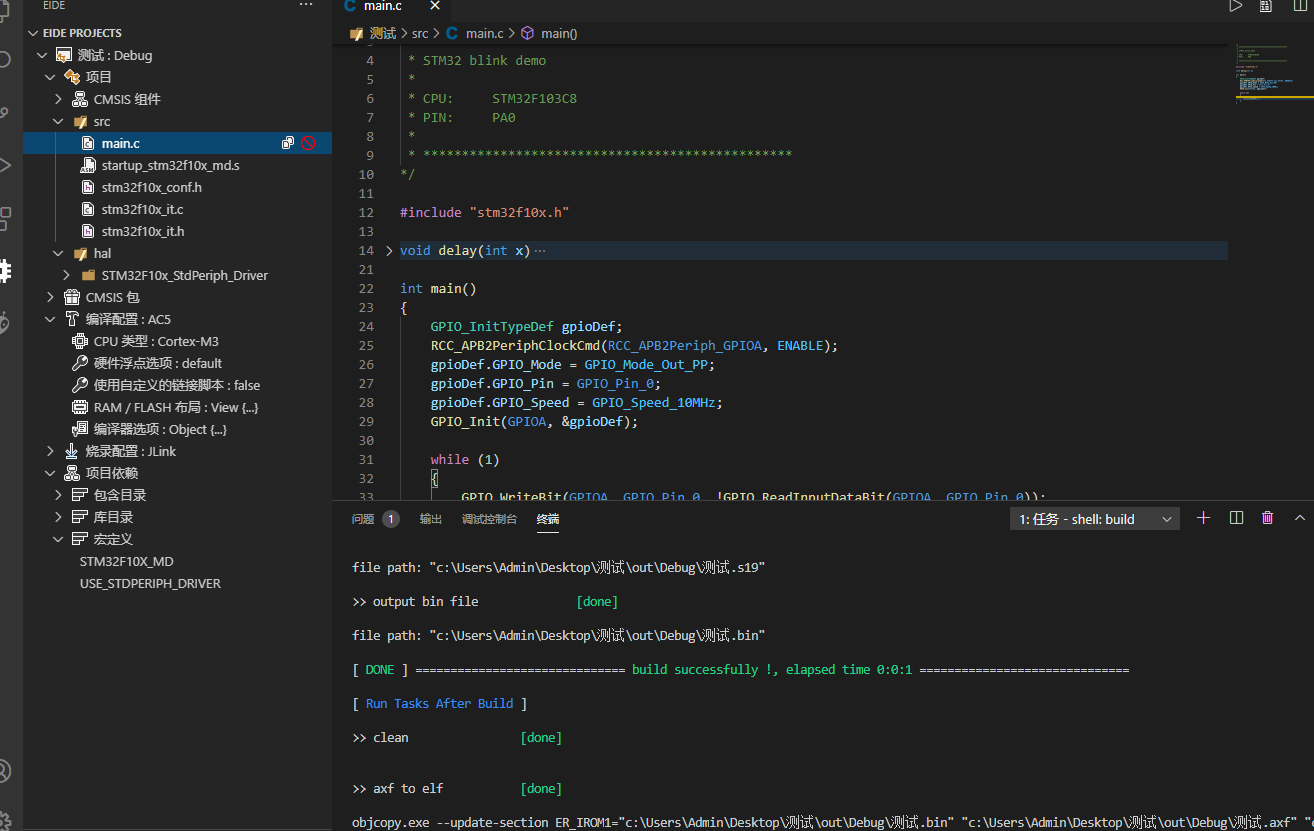 EIDE
EIDE PROJECTS
测试 : Debug
项目
CMSIS 组件
src
main.c
startup_stm32f10x_md.s
stm32f10x_conf.h
stm32f10x_it.c
stm32f10x_it.h
hal
STM32F10x_StdPeriph_Driver
CMSIS 包
编译配置 : AC5
CPU 类型 : Cortex-M3
硬件浮点选项 : default
使用自定义的链接脚本 : false
RAM / FLASH 布局 : View {...}
编译器选项 : Object {...}
烧录配置 : JLink
项目依赖
包含目录
库目录
宏定义
STM32F10X_MD
USE_STDPERIPH_DRIVER
main.c
测试 > src > main.c > main()
4 * STM32 blink demo
5 *
6 * CPU: STM32F103C8
7 * PIN: PA0
8 *
9 * ************************************************
10 */
11
12 #include "stm32f10x.h"
13
14 void delay(int x) ···
21
22 int main()
23 {
24 GPIO_InitTypeDef gpioDef;
25 RCC_APB2PeriphClockCmd(RCC_APB2Periph_GPIOA, ENABLE);
26 gpioDef.GPIO_Mode = GPIO_Mode_Out_PP;
27 gpioDef.GPIO_Pin = GPIO_Pin_0;
28 gpioDef.GPIO_Speed = GPIO_Speed_10MHz;
29 GPIO_Init(GPIOA, &gpioDef);
30
31 while (1)
32 {
33 GPIO_WriteBit(GPIOA, GPIO_Pin_0, !GPIO_ReadInputDataBit(GPIOA, GPIO_Pin_0));
问题 1 输出 调试控制台 终端 1: 任务 - shell: build
file path: "c:\Users\Admin\Desktop\测试\out\Debug\测试.s19"
>> output bin file [done]
file path: "c:\Users\Admin\Desktop\测试\out\Debug\测试.bin"
[ DONE ] ============================== build successfully !, elapsed time 0:0:1 ==============================
[ Run Tasks After Build ]
>> clean [done]
>> axf to elf [done]
objcopy.exe --update-section ER_IROM1="c:\Users\Admin\Desktop\测试\out\Debug\测试.bin" "c:\Users\Admin\Desktop\测试\out\Debug\测试.axf" "